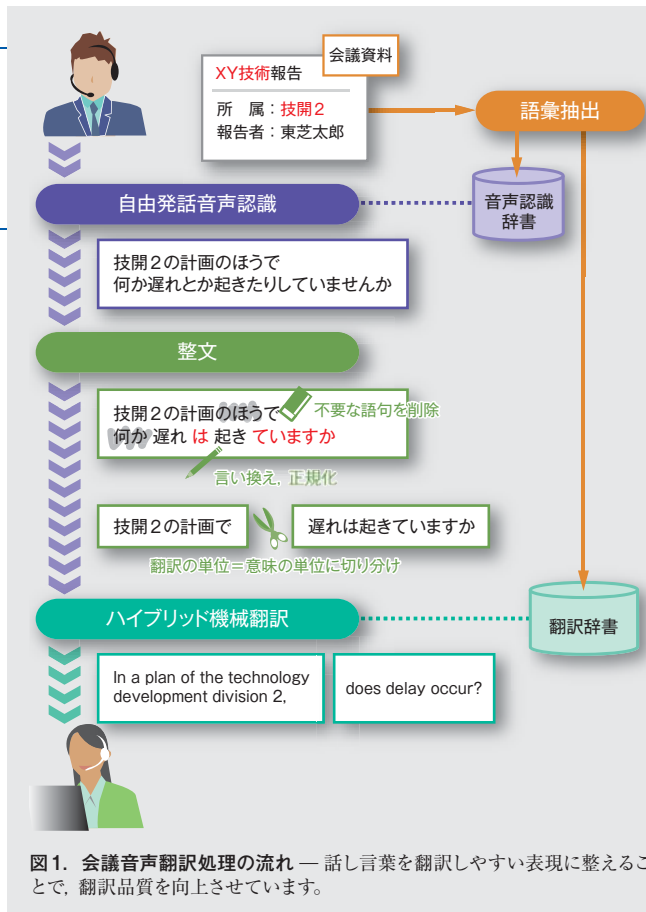 会議資料
XY技術報告
所　属：技開2
報告者：東芝太郎
語彙抽出
自由発話音声認識
音声認識
辞書
技開2の計画のほうで
何か遅れとか起きたりしていませんか
整文
技開2の計画のほうで
不要な語句を削除
何か 遅れ は 起き ていますか
言い換え, 正規化
技開2の計画で
遅れは起きていますか
翻訳の単位＝意味の単位に切り分け
ハイブリッド機械翻訳
翻訳辞書
In a plan of the technology
development division 2,
does delay occur?
図1. 会議音声翻訳処理の流れ — 話し言葉を翻訳しやすい表現に整えるこ
とで, 翻訳品質を向上させています。